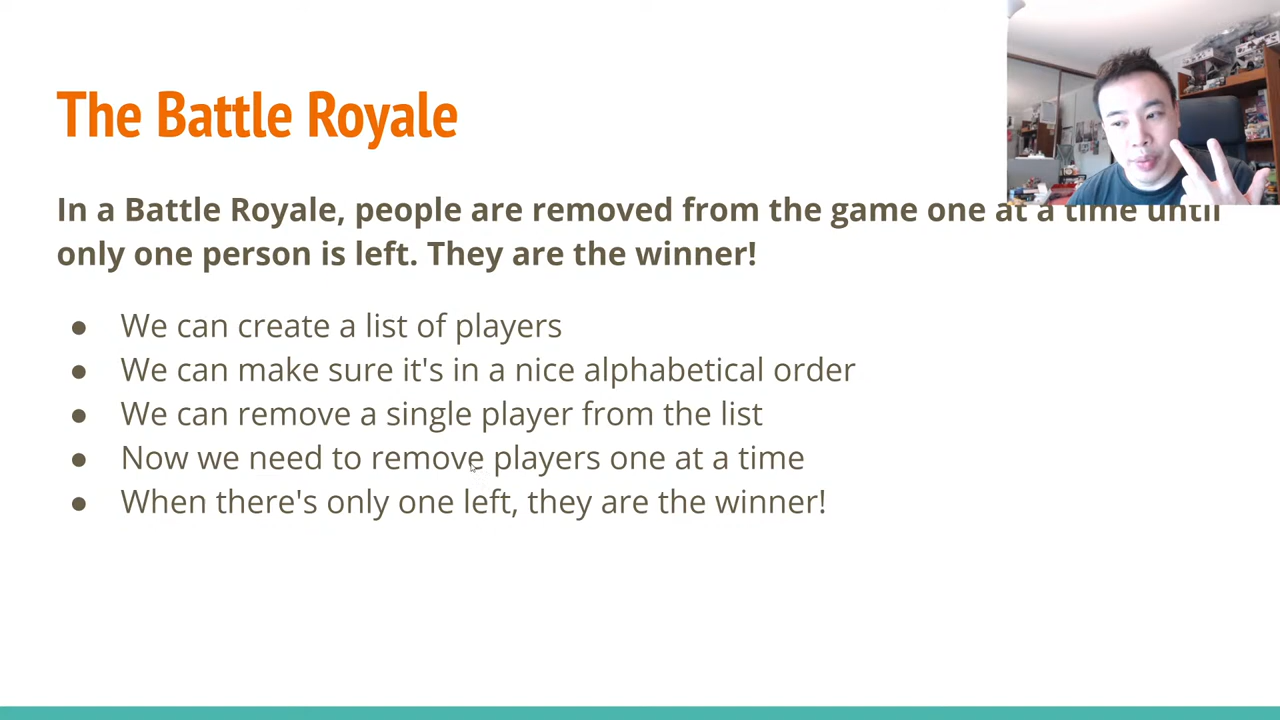 The Battle Royale
In a Battle Royale, people are removed from the game one at a time until
only one person is left. They are the winner!
● We can create a list of players
● We can make sure it's in a nice alphabetical order
● We can remove a single player from the list
● Now we need to remove players one at a time
● When there's only one left, they are the winner!